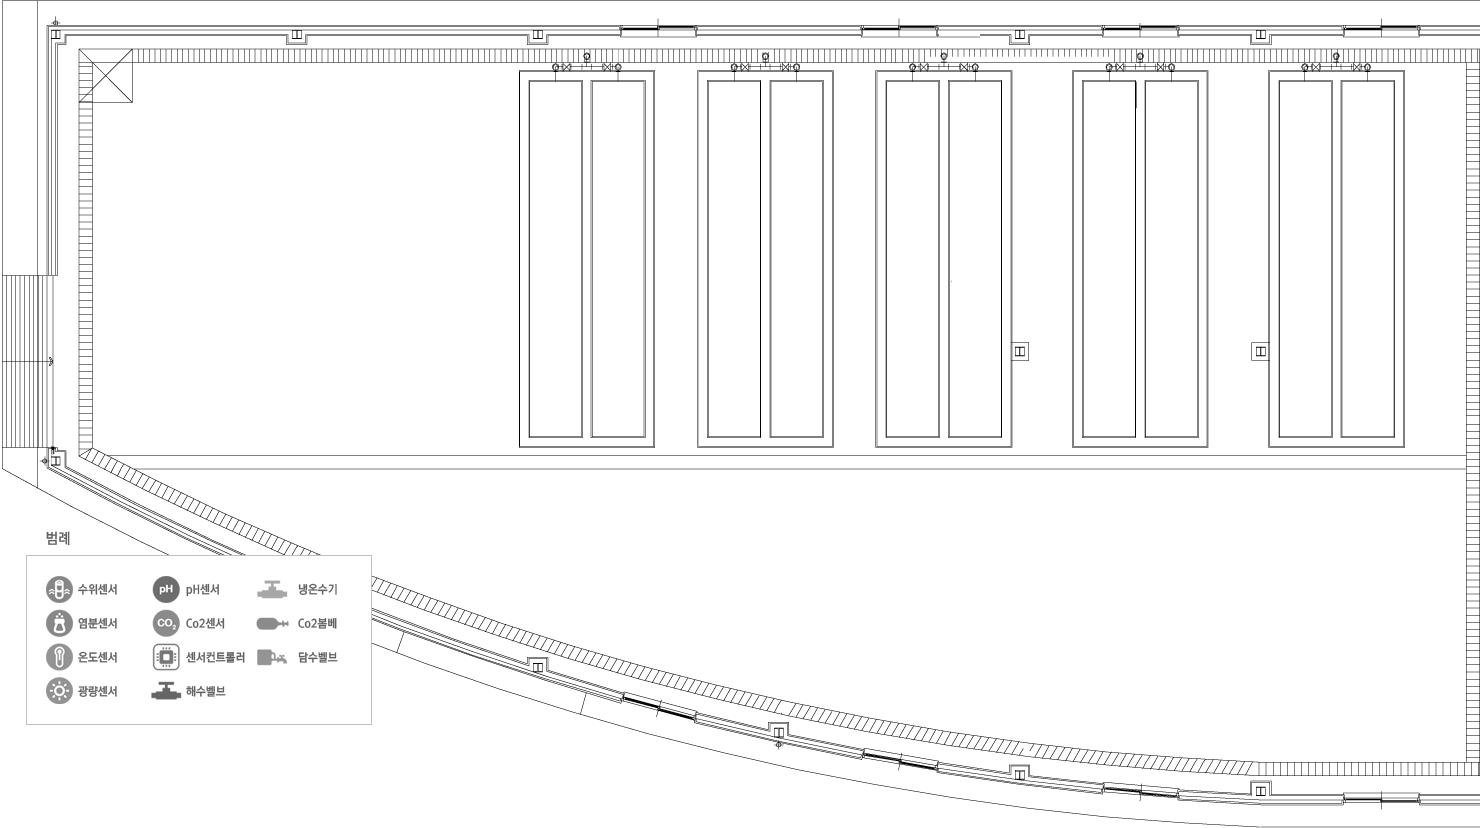 범례
수위센서 pH pH센서 냉온수기
염분센서 CO₂ Co2센서 Co2봄베
온도센서 센서컨트롤러 담수벨브
광량센서 해수벨브